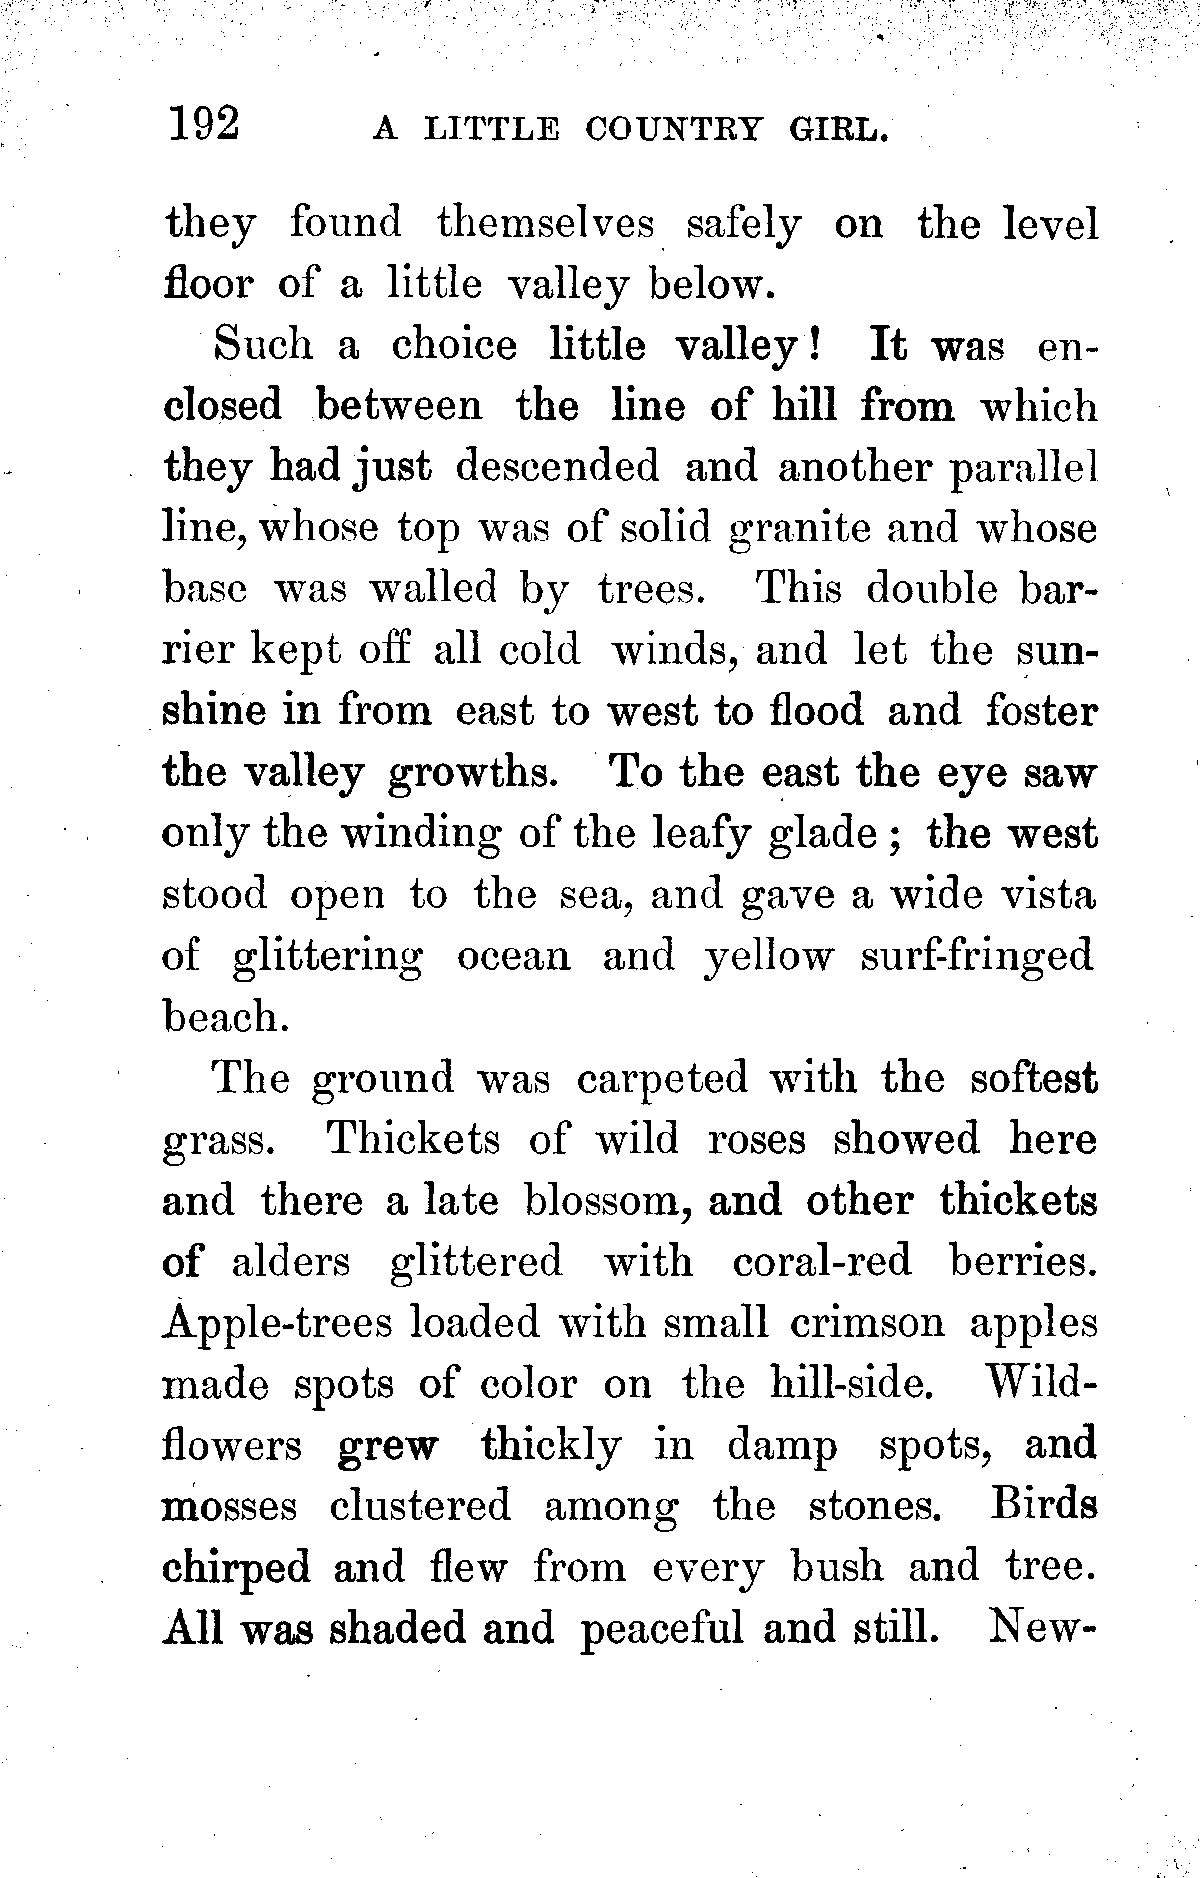 192 A LITTLE COUNTRY GIRL.
they found themselves safely on the level
floor of a little valley below.
Such a choice little valley! It was en-
closed between the line of hill from which
they had just descended and another parallel
line, whose top was of solid granite and whose
base was walled by trees. This double bar-
rier kept off all cold winds, and let the sun-
shine in from east to west to flood and foster
the valley growths. To the east the eye saw
only the winding of the leafy glade; the west
stood open to the sea, and gave a wide vista
of glittering ocean and yellow surf-fringed
beach.
The ground was carpeted with the softest
grass. Thickets of wild roses showed here
and there a late blossom, and other thickets
of alders glittered with coral-red berries.
Apple-trees loaded with small crimson apples
made spots of color on the hill-side. Wild-
flowers grew thickly in damp spots, and
mosses clustered among the stones. Birds
chirped and flew from every bush and tree.
All was shaded and peaceful and still. New-